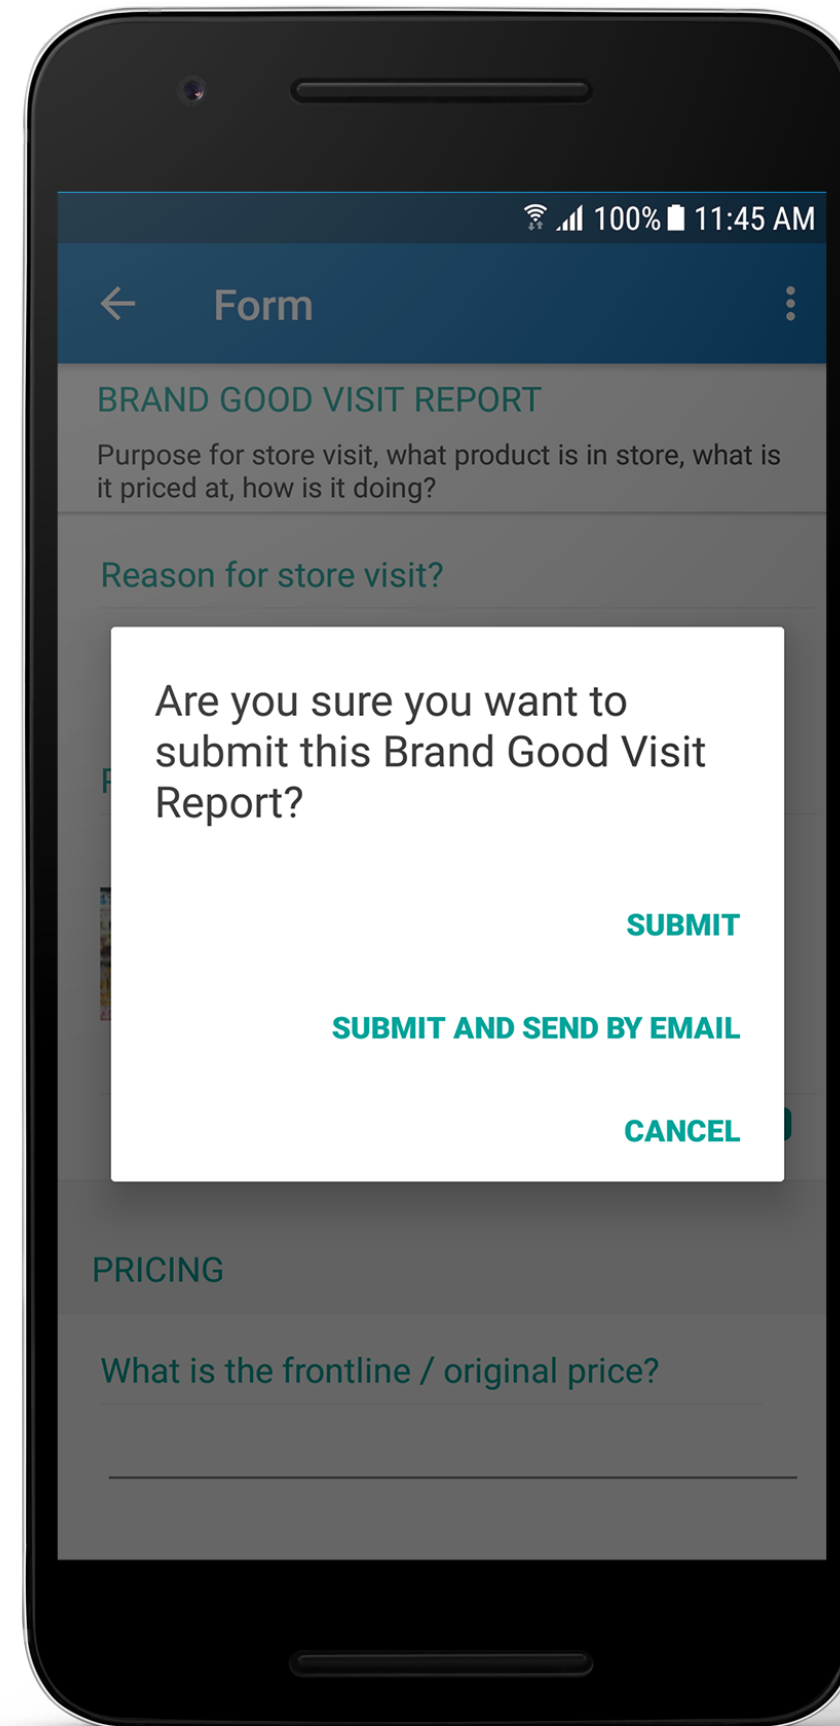 100% 11:45 AM
Form
BRAND GOOD VISIT REPORT
Purpose for store visit, what product is in store, what is
it priced at, how is it doing?
Reason for store visit?
Are you sure you want to
submit this Brand Good Visit
Report?
SUBMIT
SUBMIT AND SEND BY EMAIL
CANCEL
PRICING
What is the frontline / original price?